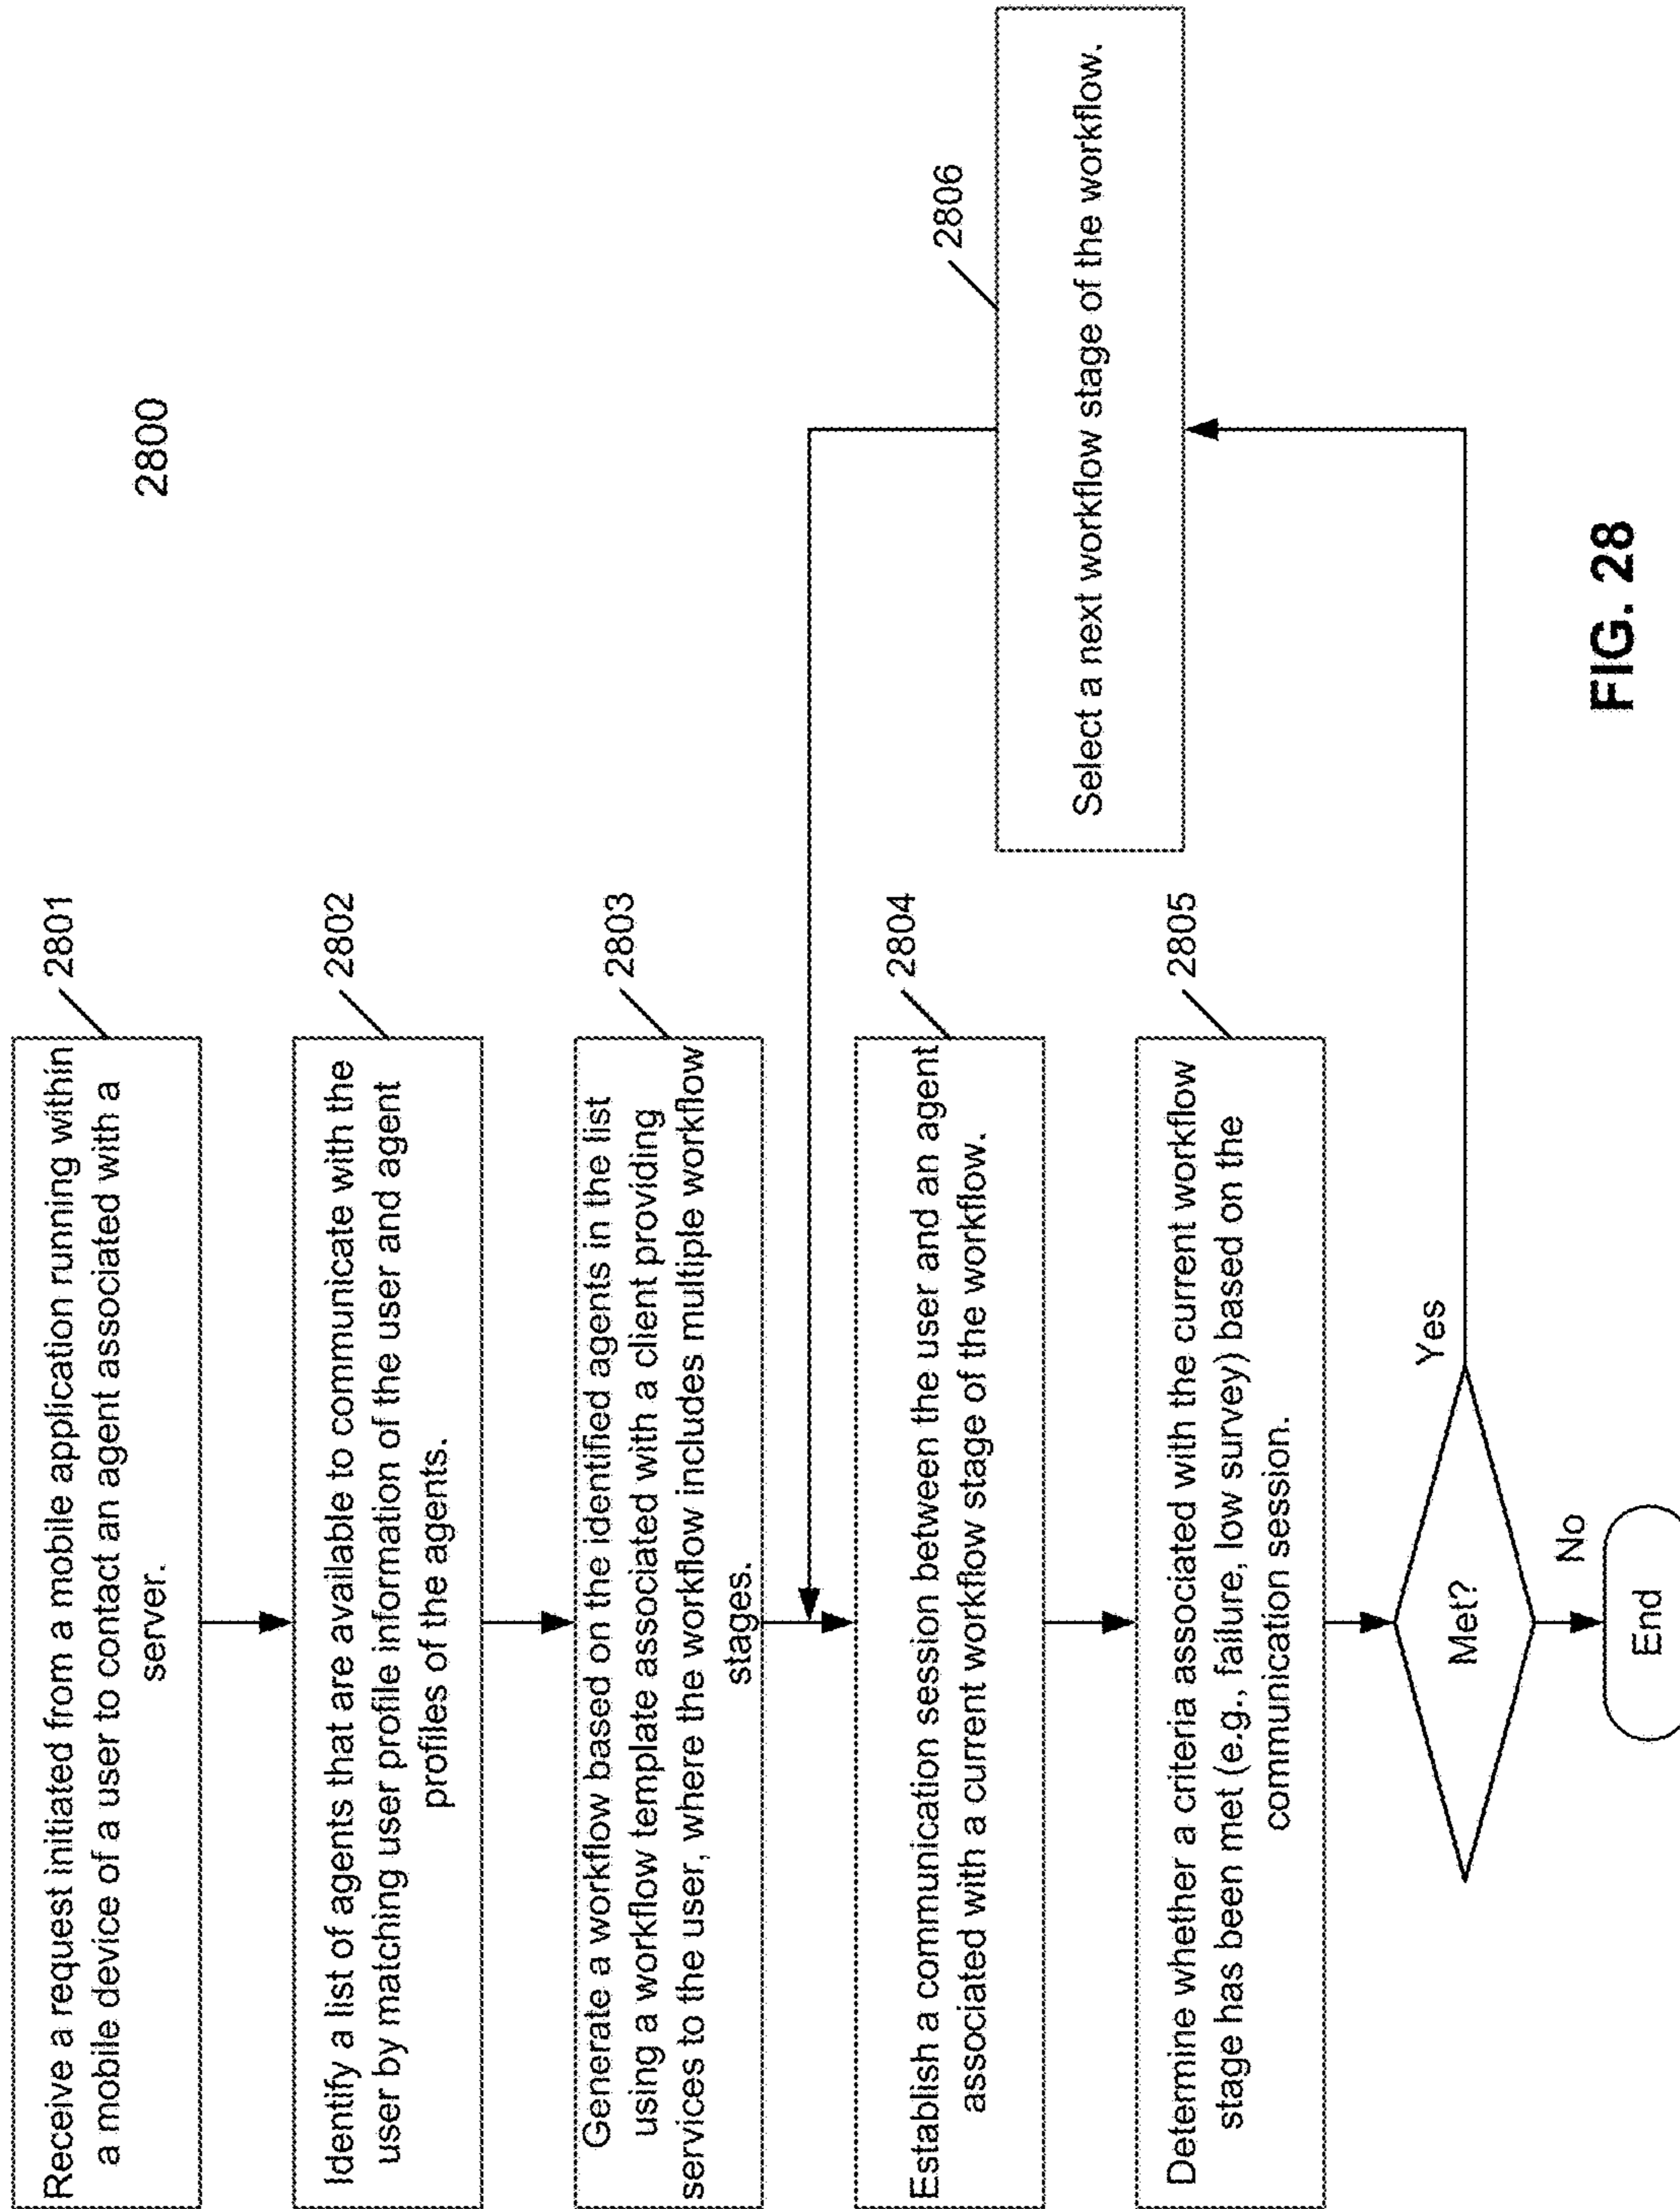 2800
Receive a request initiated from a mobile application running within
a mobile device of a user to contact an agent associated with a
server.
2801
Identify a list of agents that are available to communicate with the
user by matching user profile information of the user and agent
profiles of the agents.
2802
Generate a workflow based on the identified agents in the list
using a workflow template associated with a client providing
services to the user, where the workflow includes multiple workflow
stages.
2803
Establish a communication session between the user and an agent
associated with a current workflow stage of the workflow.
2804
Determine whether a criteria associated with the current workflow
stage has been met (e.g., failure, low survey) based on the
communication session.
2805
Select a next workflow stage of the workflow.
2806
Met?
Yes
No
End
FIG. 28